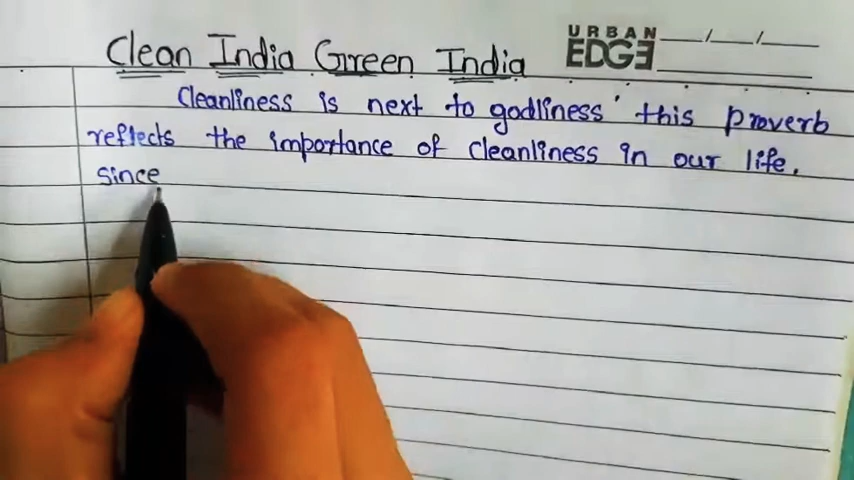 Clean India Green India
URBAN
EDGE
Cleanliness is next to godliness' this proverb
reflects the importance of cleanliness in our life.
since